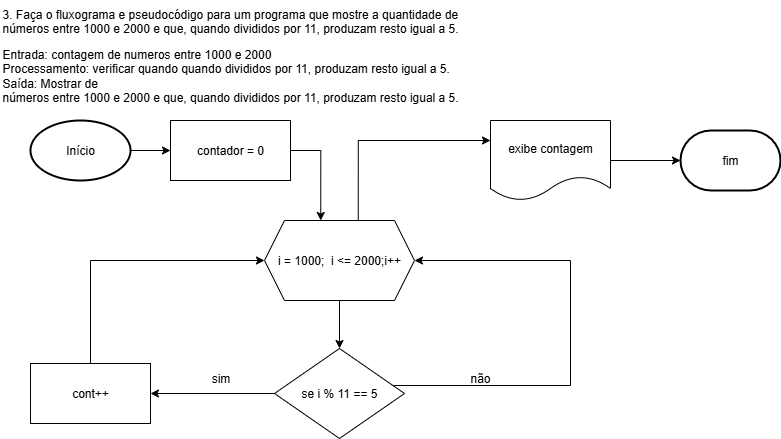 3. Faça o fluxograma e pseudocódigo para um programa que mostre a quantidade de
números entre 1000 e 2000 e que, quando divididos por 11, produzam resto igual a 5.
Entrada: contagem de numeros entre 1000 e 2000
Processamento: verificar quando quando divididos por 11, produzam resto igual a 5.
Saída: Mostrar de
números entre 1000 e 2000 e que, quando divididos por 11, produzam resto igual a 5.
Início
contador = 0
exibe contagem
fim
i = 1000; i <= 2000;i++
sim
não
cont++
se i % 11 == 5